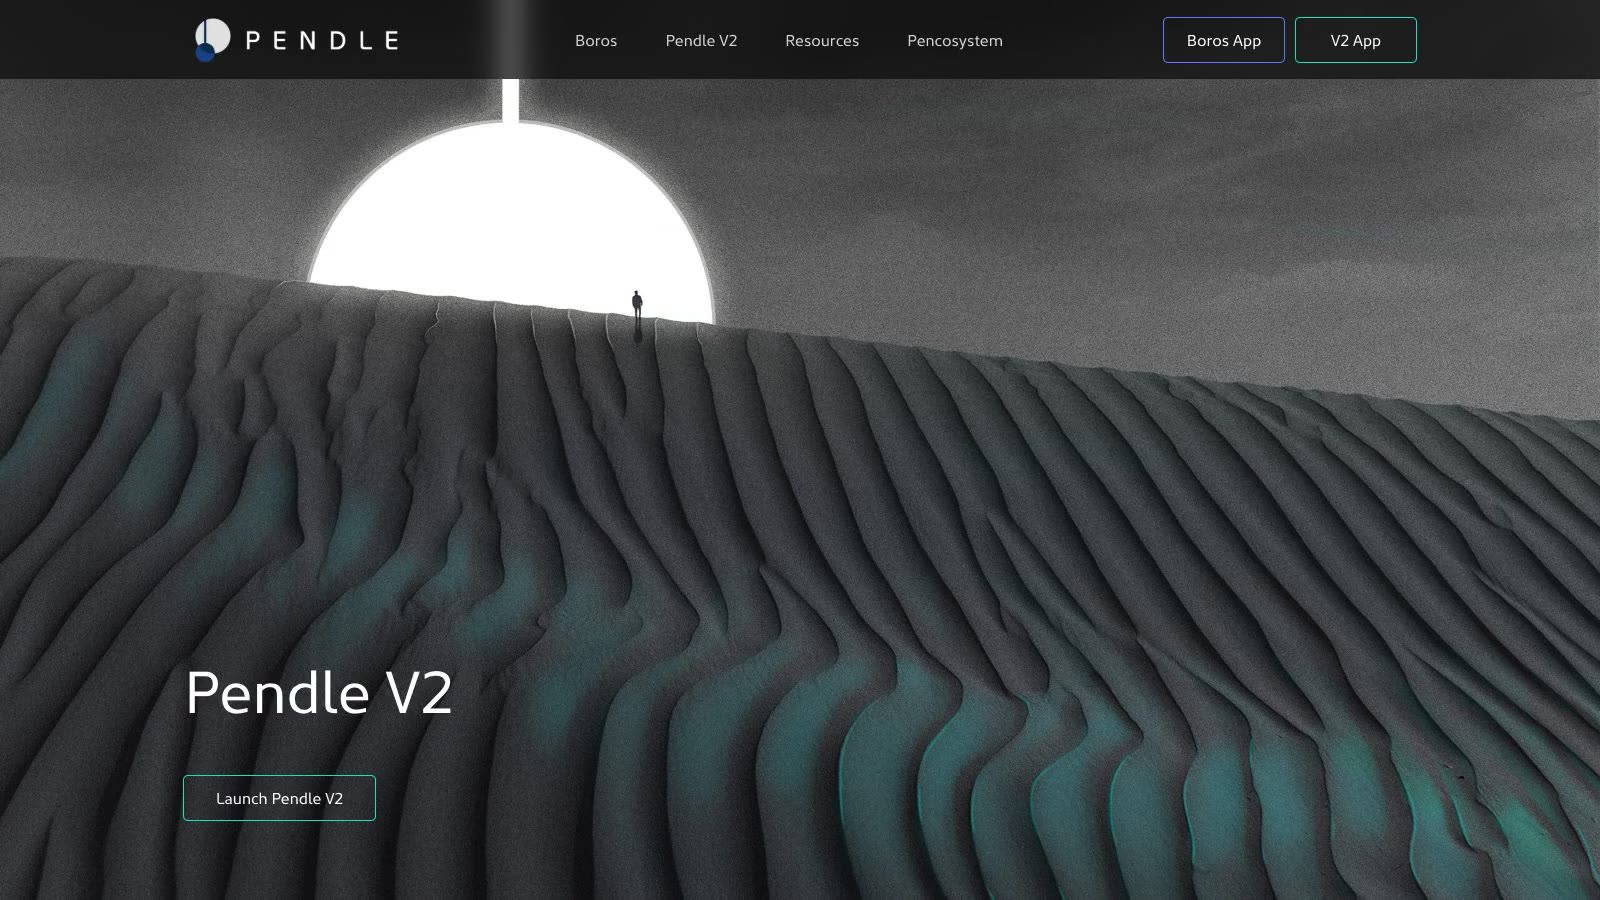 PENDLE
Boros
Pendle V2
Resources
Pencosystem
Boros App
V2 App
Pendle V2
Launch Pendle V2